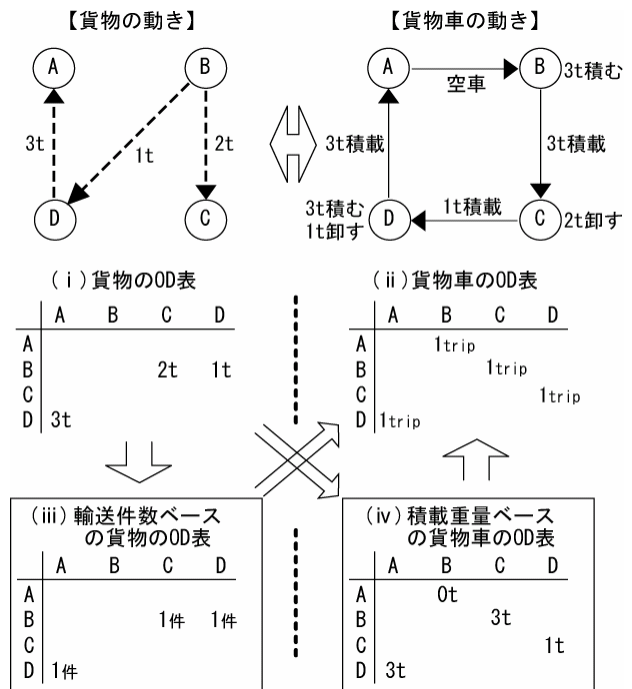 【貨物の動き】
A
B
3t
1t
2t
D
C
【貨物車の動き】
A
B
3t積む
空車
3t積載
3t積載
3t積む
1t卸す
D
1t積載
C
2t卸す
(ⅰ)貨物のOD表
A B C D
A
B 2t 1t
C
D 3t
(ⅱ)貨物車のOD表
A B C D
A 1trip
B 1trip
C 1trip
D 1trip
(ⅲ)輸送件数ベース
の貨物のOD表
A B C D
A
B 1件 1件
C
D 1件
(ⅳ)積載重量ベース
の貨物車のOD表
A B C D
A 0t
B 3t
C 1t
D 3t